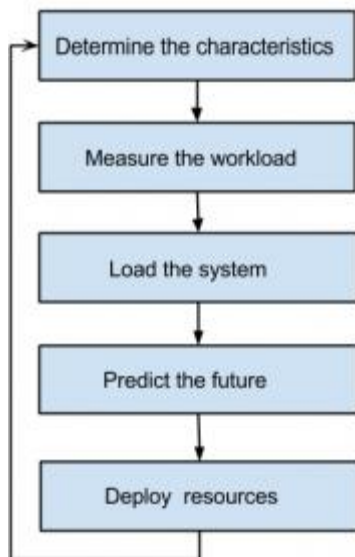 Determine the characteristics
Measure the workload
Load the system
Predict the future
Deploy resources